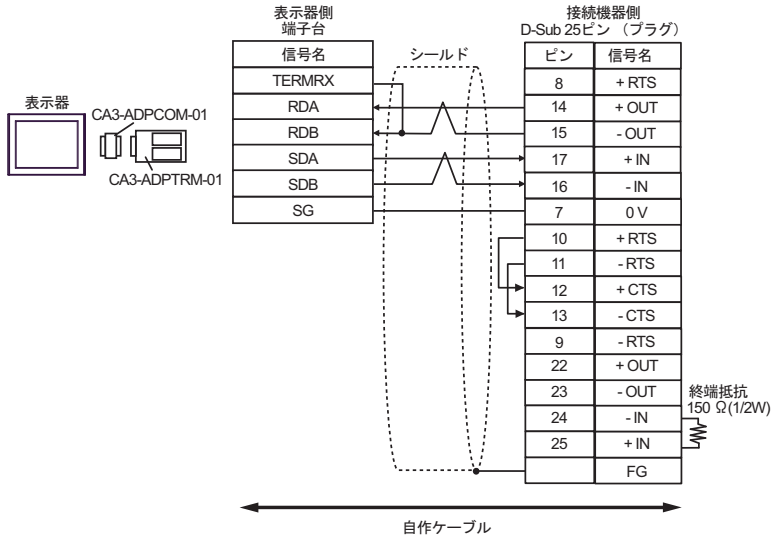 表示器
CA3-ADPCOM-01
CA3-ADPTRM-01
表示器側
端子台
信号名
TERMRX
RDA
RDB
SDA
SDB
SG
シールド
接続機器側
D-Sub 25ピン （プラグ）
ピン 信号名
8 + RTS
14 + OUT
15 - OUT
17 + IN
16 - IN
7 0 V
10 + RTS
11 - RTS
12 + CTS
13 - CTS
9 - RTS
22 + OUT
23 - OUT
24 - IN
25 + IN
FG
終端抵抗
150 Ω(1/2W)
自作ケーブル